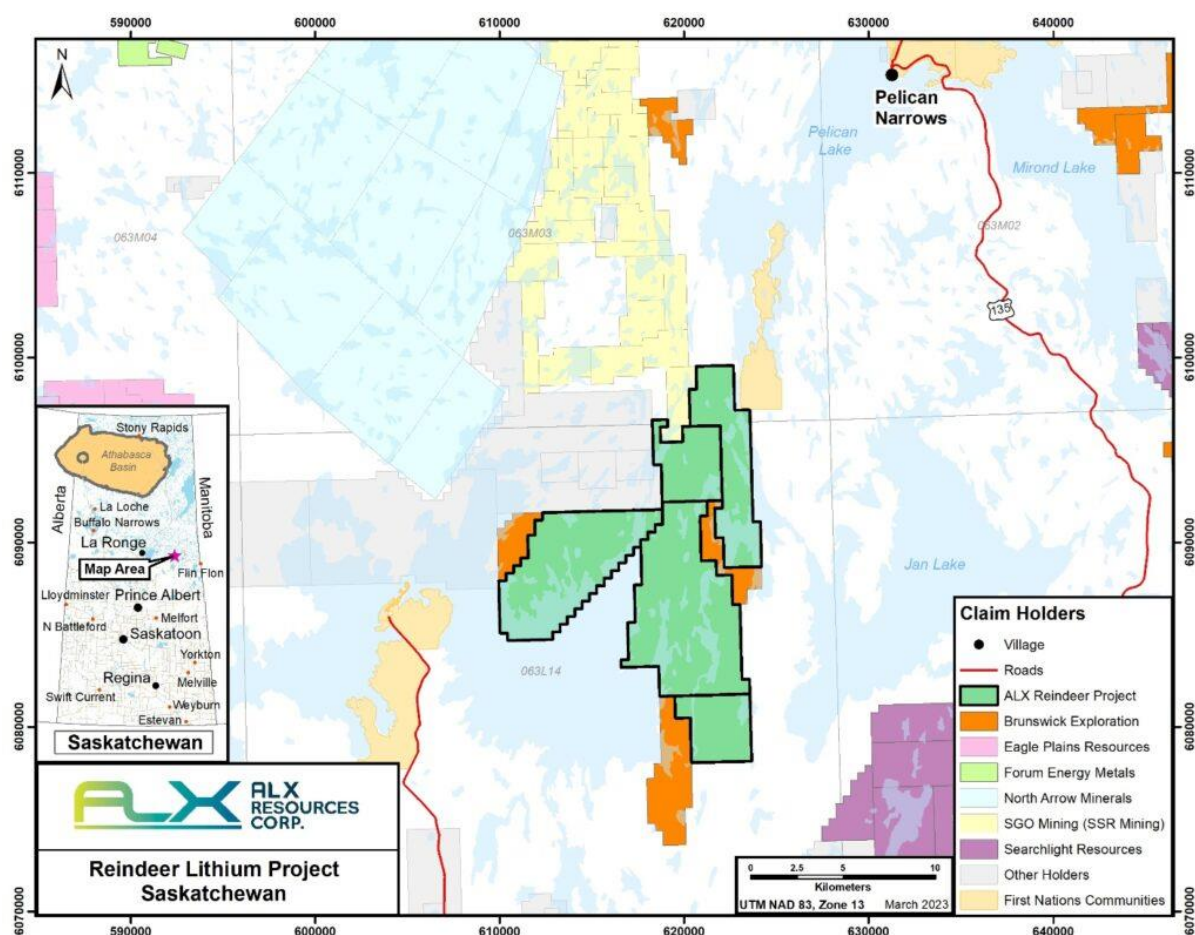 590000 600000 610000 620000 630000 640000
N
6110000
6100000
6090000
6080000
6070000
Pelican
Narrows
Pelican
Lake
Mirond Lake
063M04
063M03
063M02
135
Jan Lake
063L14
Stony Rapids
Athabasca
Basin
Alberta
Manitoba
La Loche
Buffalo Narrows
La Ronge
Map Area
Flin Flon
Lloydminster
Prince Albert
N Battleford
Melfort
Saskatoon
Yorkton
Regina
Melville
Swift Current
Weyburn
Estevan
Saskatchewan
ALX
ALX
RESOURCES
CORP.
Reindeer Lithium Project
Saskatchewan
0 2.5 5 10
Kilometers
UTM NAD 83, Zone 13 March 2023
Claim Holders
Village
Roads
ALX Reindeer Project
Brunswick Exploration
Eagle Plains Resources
Forum Energy Metals
North Arrow Minerals
SGO Mining (SSR Mining)
Searchlight Resources
Other Holders
First Nations Communities
6110000
6100000
6090000
6080000
6070000
590000 600000 610000 620000 630000 640000